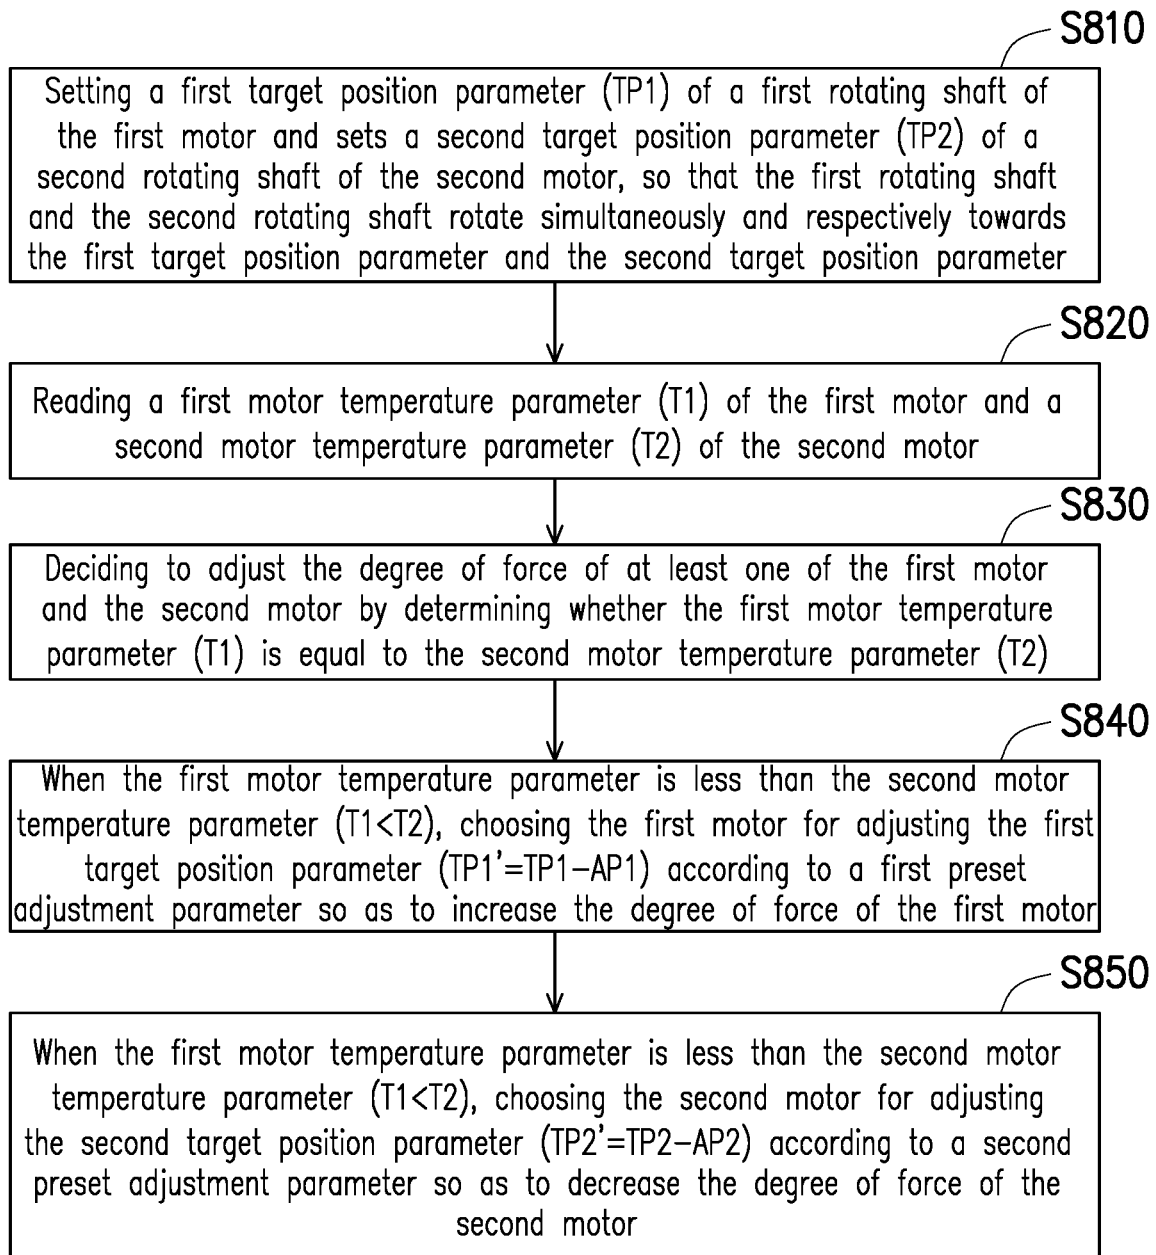 S810
Setting a first target position parameter (TP1) of a first rotating shaft of
the first motor and sets a second target position parameter (TP2) of a
second rotating shaft of the second motor, so that the first rotating shaft
and the second rotating shaft rotate simultaneously and respectively towards
the first target position parameter and the second target position parameter
S820
Reading a first motor temperature parameter (T1) of the first motor and a
second motor temperature parameter (T2) of the second motor
S830
Deciding to adjust the degree of force of at least one of the first motor
and the second motor by determining whether the first motor temperature
parameter (T1) is equal to the second motor temperature parameter (T2)
S840
When the first motor temperature parameter is less than the second motor
temperature parameter (T1<T2), choosing the first motor for adjusting the first
target position parameter (TP1'=TP1-AP1) according to a first preset
adjustment parameter so as to increase the degree of force of the first motor
S850
When the first motor temperature parameter is less than the second motor
temperature parameter (T1<T2), choosing the second motor for adjusting
the second target position parameter (TP2'=TP2-AP2) according to a second
preset adjustment parameter so as to decrease the degree of force of the
second motor